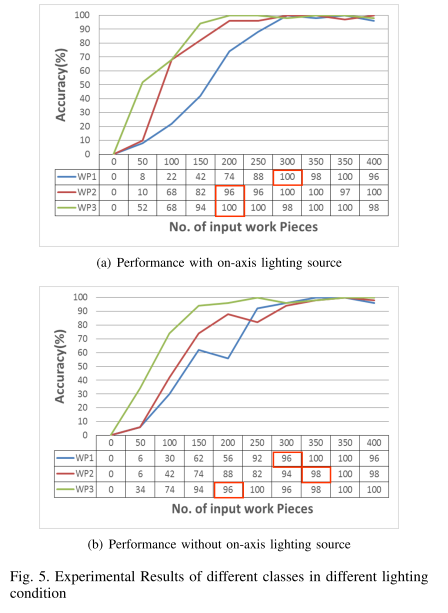 100
90
80
70
60
50
40
30
20
10
0
Accuracy(%)
0 50 100 150 200 250 300 350 350 400
WP1 0 8 22 42 74 88 100 98 100 96
WP2 0 10 68 82 96 96 100 100 97 100
WP3 0 52 68 94 100 100 98 100 100 98
No. of input work Pieces
(a) Performance with on-axis lighting source
100
90
80
70
60
50
40
30
20
10
0
Accuracy(%)
0 50 100 150 200 250 300 350 350 400
WP1 0 6 30 62 56 92 96 100 100 96
WP2 0 6 42 74 88 82 94 98 100 98
WP3 0 34 74 94 96 100 96 98 100 100
No. of input work Pieces
(b) Performance without on-axis lighting source
Fig. 5. Experimental Results of different classes in different lighting
condition